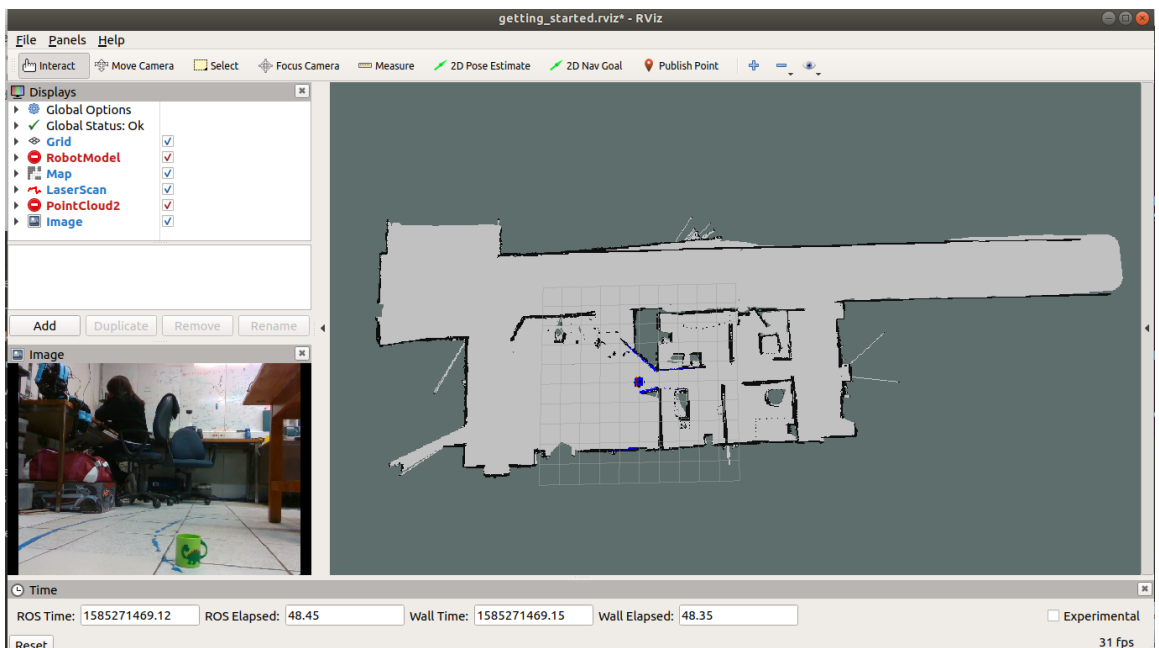 getting_started.rviz* - RViz
File Panels Help
Interact Move Camera Select Focus Camera Measure 2D Pose Estimate 2D Nav Goal Publish Point
Displays
Global Options
Global Status: Ok
Grid
RobotModel
Map
LaserScan
PointCloud2
Image
Add Duplicate Remove Rename
Image
Time
ROS Time: 1585271469.12 ROS Elapsed: 48.45 Wall Time: 1585271469.15 Wall Elapsed: 48.35 Experimental
Reset 31 fps